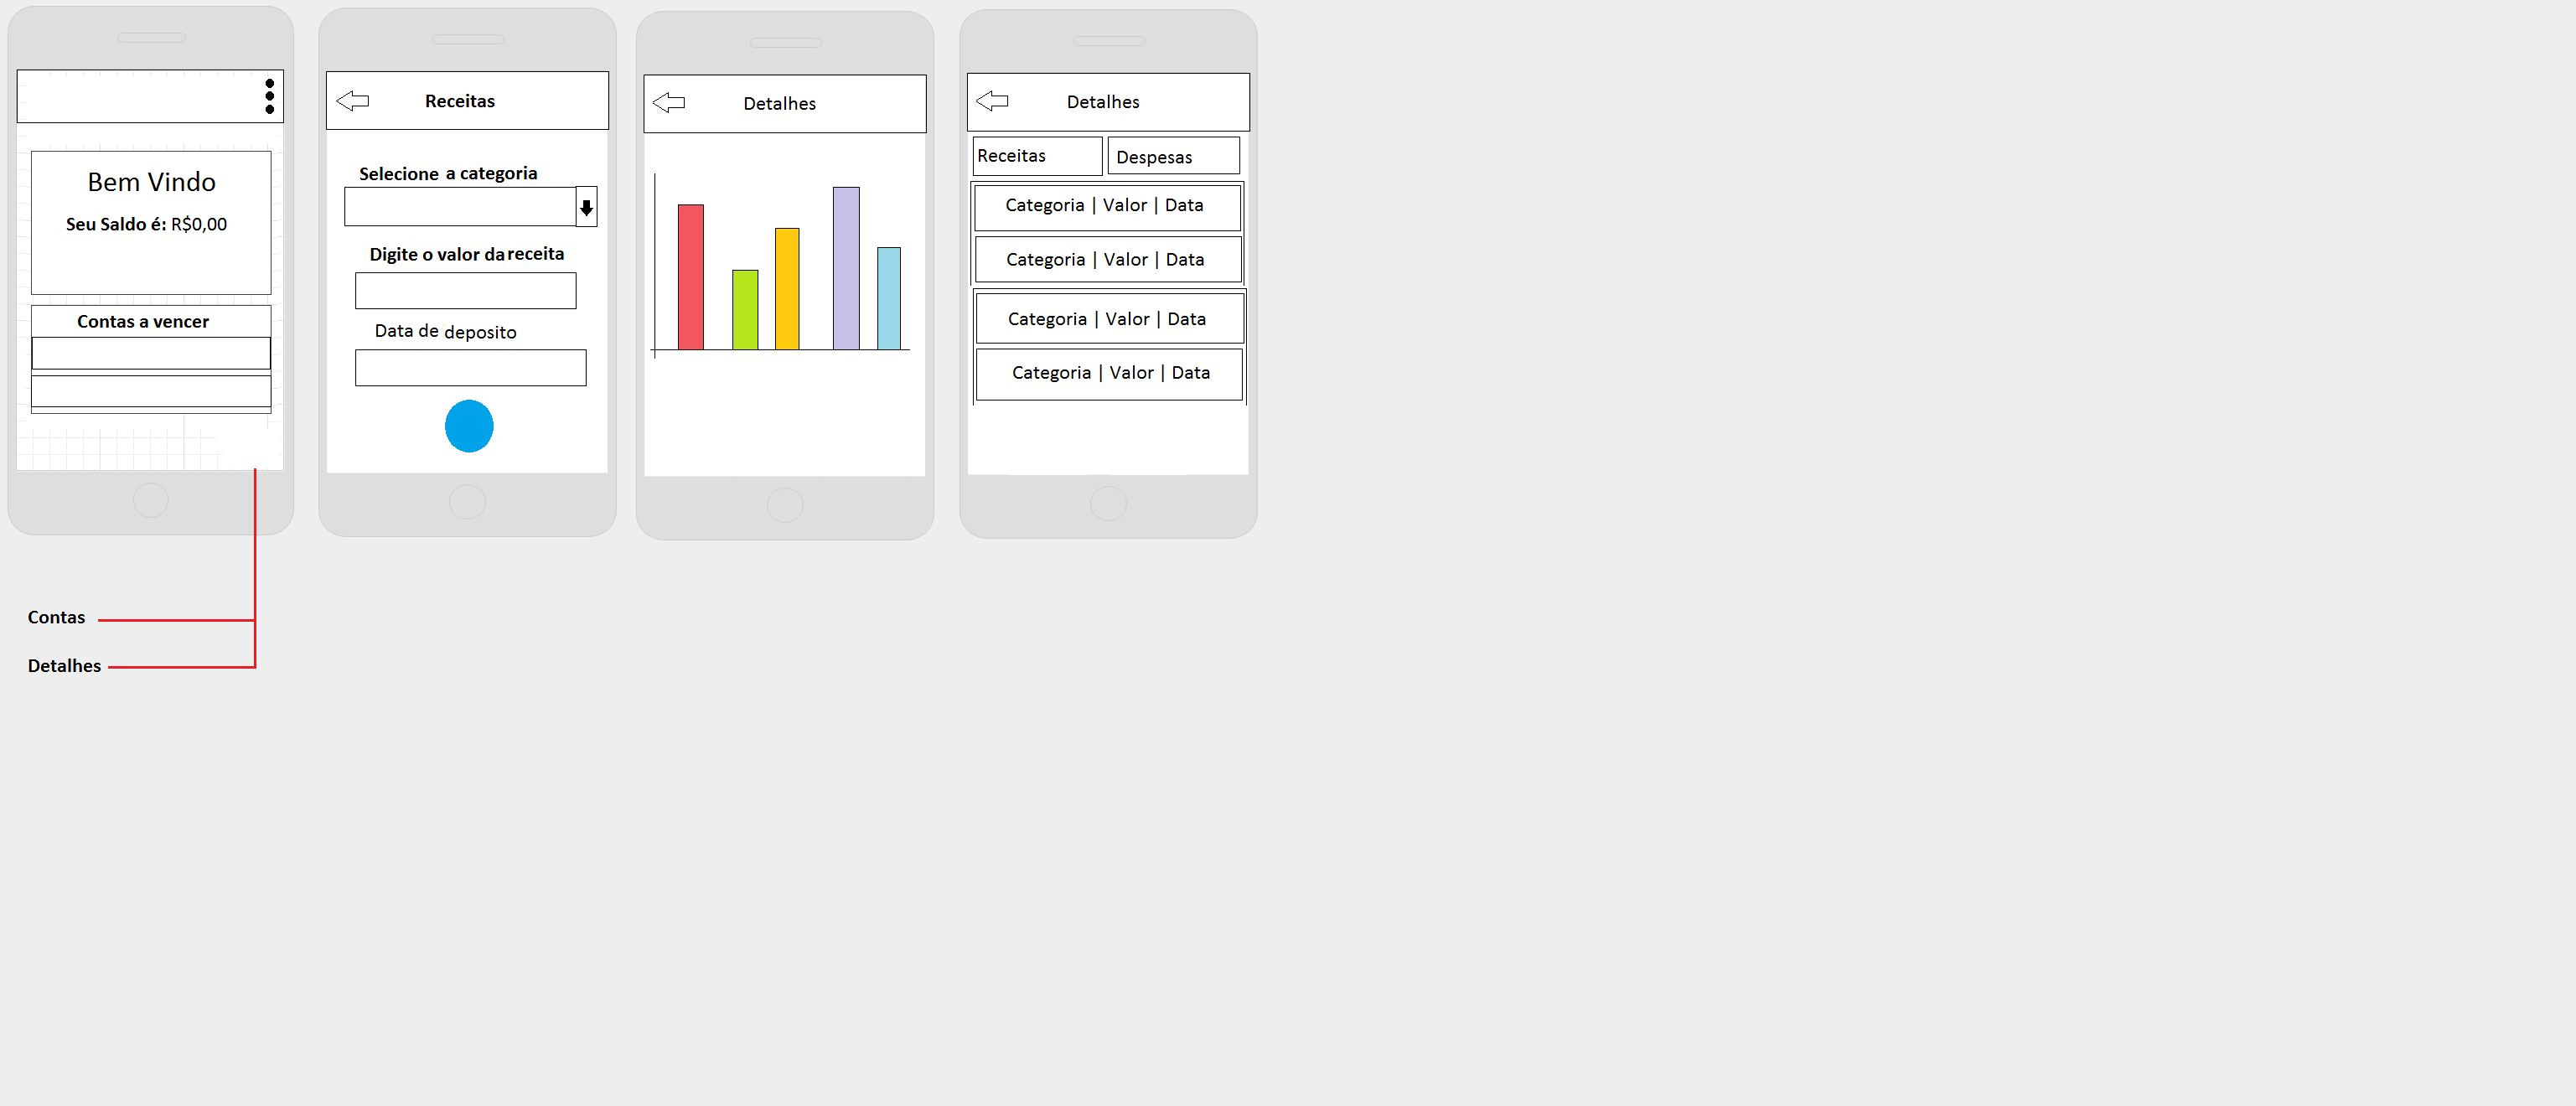 Bem Vindo
Seu Saldo é: R$0,00
Contas a vencer
Contas
Detalhes
Receitas
Selecione a categoria
Digite o valor da receita
Data de deposito
Detalhes
Detalhes
Receitas
Despesas
Categoria | Valor | Data
Categoria | Valor | Data
Categoria | Valor | Data
Categoria | Valor | Data